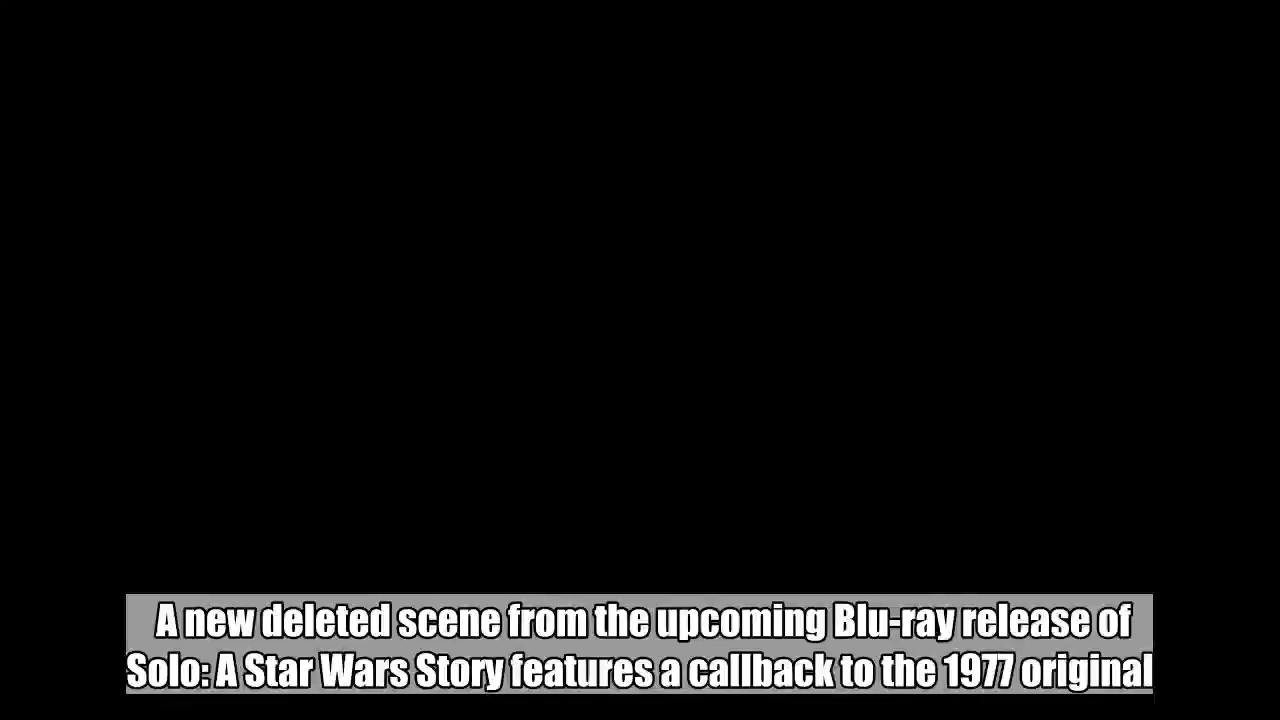 A new deleted scene from the upcoming Blu-ray release of
Solo: A Star Wars Story features a callback to the 1977 original